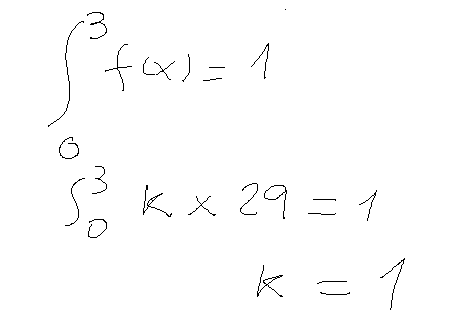 ∫₀³ f(x) = 1
∫₀³ k x 29 = 1
k = 1